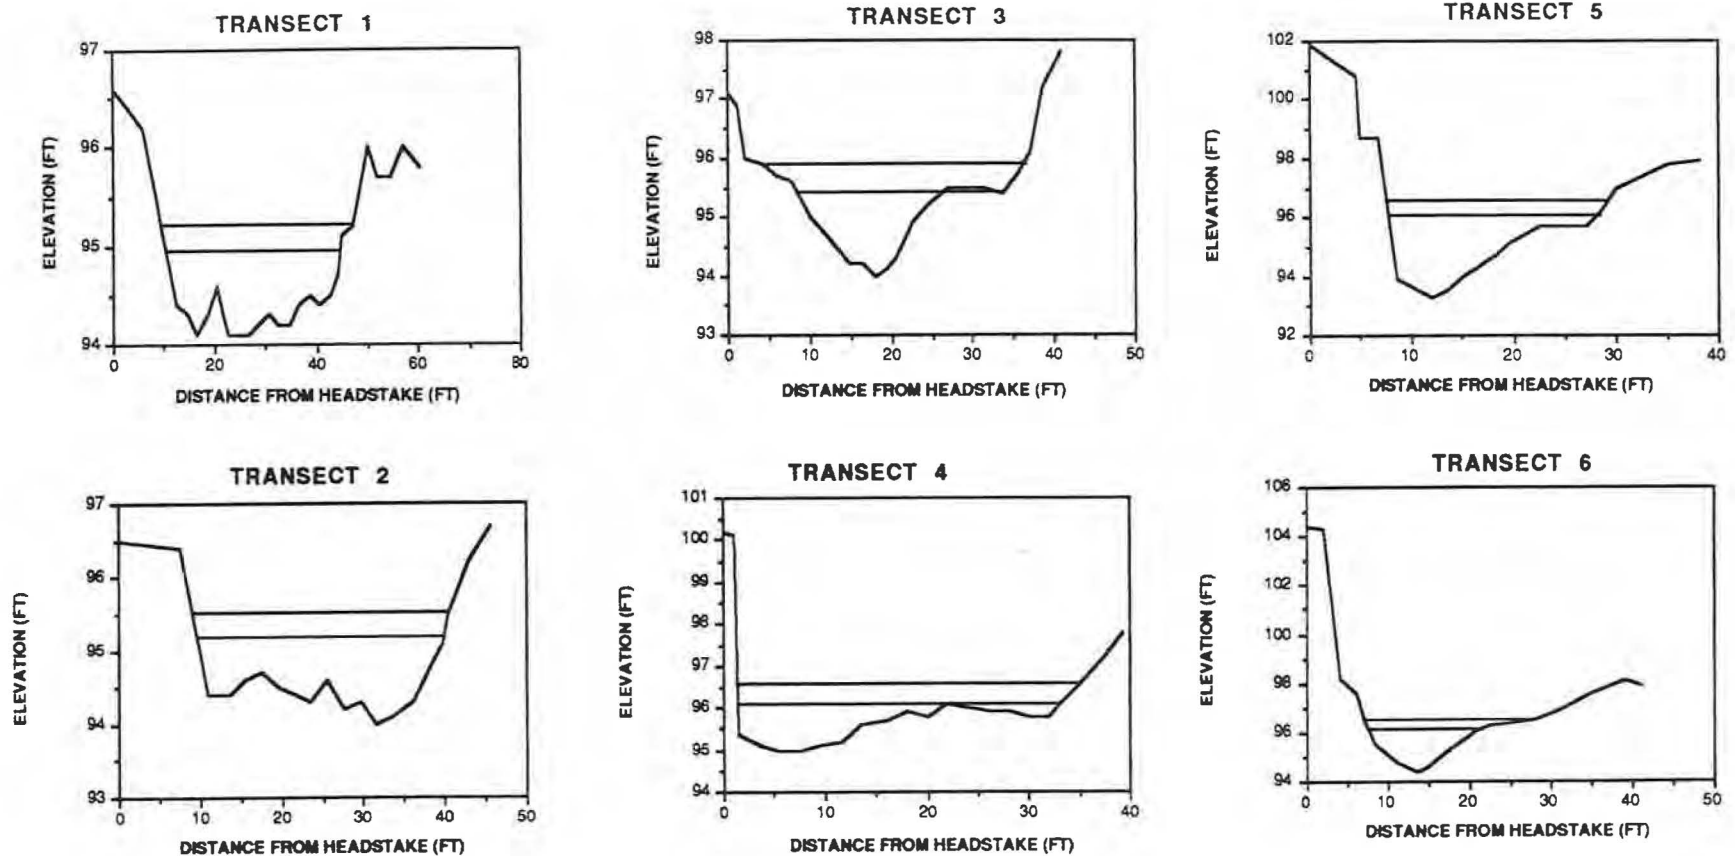 TRANSECT 1
97
96
95
94
ELEVATION (FT)
0 20 40 60 80
DISTANCE FROM HEADSTAKE (FT)
TRANSECT 3
98
97
96
95
94
93
ELEVATION (FT)
0 10 20 30 40 50
DISTANCE FROM HEADSTAKE (FT)
TRANSECT 5
102
100
98
96
94
92
ELEVATION (FT)
0 10 20 30 40
DISTANCE FROM HEADSTAKE (FT)
TRANSECT 2
97
96
95
94
93
ELEVATION (FT)
0 10 20 30 40 50
DISTANCE FROM HEADSTAKE (FT)
TRANSECT 4
101
100
99
98
97
96
95
94
ELEVATION (FT)
0 10 20 30 40
DISTANCE FROM HEADSTAKE (FT)
TRANSECT 6
106
104
102
100
98
96
94
ELEVATION (FT)
0 10 20 30 40 50
DISTANCE FROM HEADSTAKE (FT)